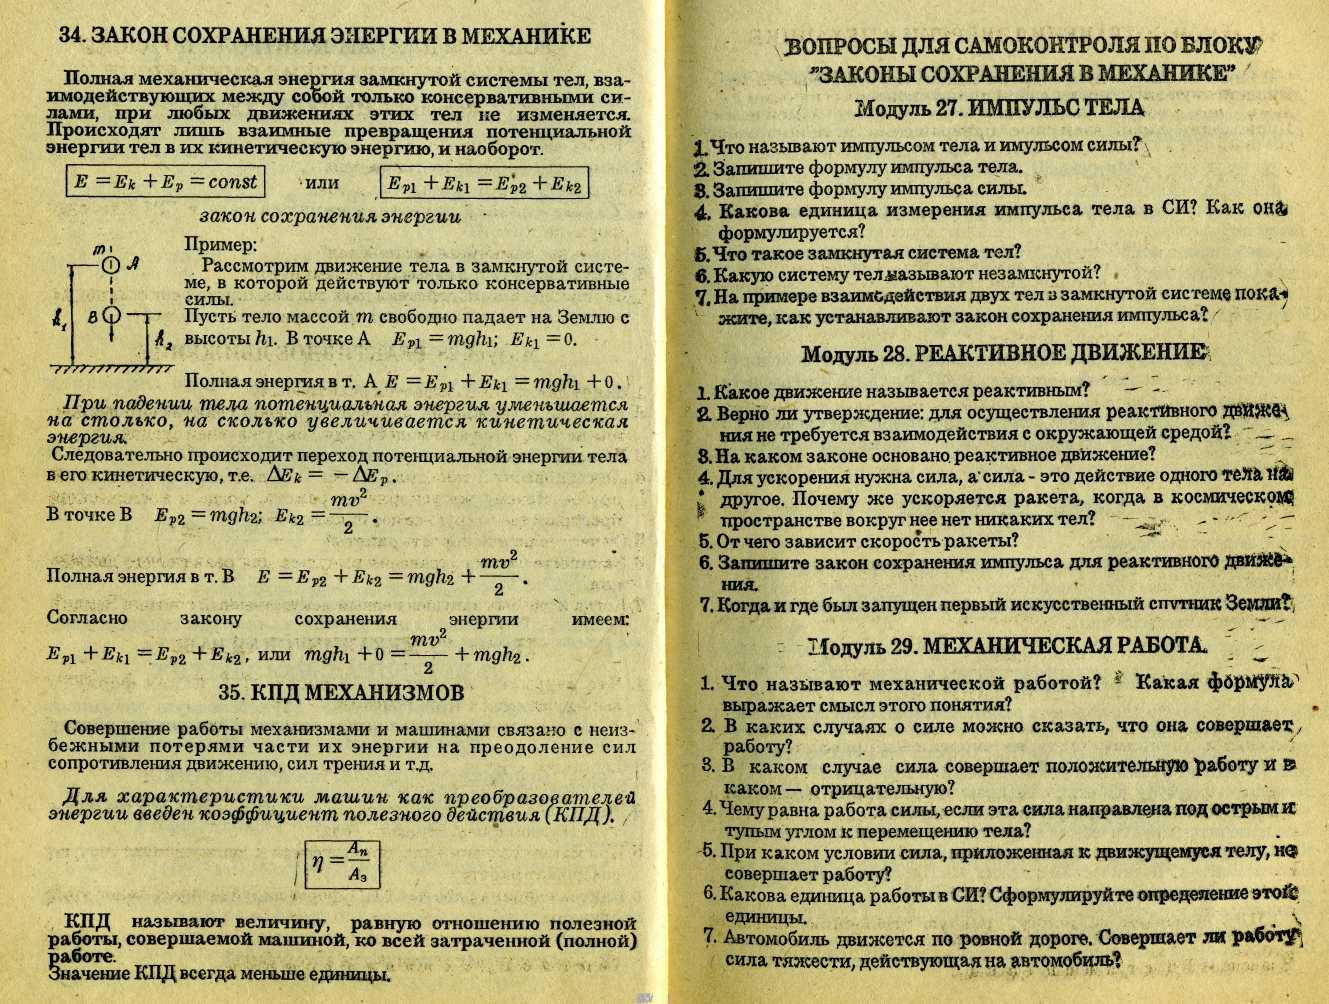 34. ЗАКОН СОХРАНЕНИЯ ЭНЕРГИИ В МЕХАНИКЕ
Полная механическая энергия замкнутой системы тел, вза-
имодействующих между собой только консервативными си-
лами, при любых движениях этих тел не изменяется.
Происходят лишь взаимные превращения потенциальной
энергии тел в их кинетическую энергию, и наоборот.
E = Eₖ + Eₚ = const или Eₚ₁ + Eₖ₁ = Eₚ₂ + Eₖ₂
закон сохранения энергии
m
A
B
h₁
h₂
Пример:
Рассмотрим движение тела в замкнутой систе-
ме, в которой действуют только консервативные
силы.
Пусть тело массой m свободно падает на Землю с
высоты h₁. В точке А Eₚ₁ = mgh₁; Eₖ₁ = 0.
Полная энергия в т. А E = Eₚ₁ + Eₖ₁ = mgh₁ + 0.
При падении тела потенциальная энергия уменьшается
на столько, на сколько увеличивается кинетическая
энергия.
Следовательно происходит переход потенциальной энергии тела
в его кинетическую, т.е. ΔEₖ = − ΔEₚ.
В точке В Eₚ₂ = mgh₂; Eₖ₂ = mv²/2.
Полная энергия в т. В E = Eₚ₂ + Eₖ₂ = mgh₂ + mv²/2.
Согласно закону сохранения энергии имеем:
Eₚ₁ + Eₖ₁ = Eₚ₂ + Eₖ₂, или mgh₁ + 0 = mv²/2 + mgh₂.
35. КПД МЕХАНИЗМОВ
Совершение работы механизмами и машинами связано с неиз-
бежными потерями части их энергии на преодоление сил
сопротивления движению, сил трения и т.д.
Для характеристики машин как преобразователей
энергии введен коэффициент полезного действия (КПД).
η = Aп/Aз
КПД называют величину, равную отношению полезной
работы, совершаемой машиной, ко всей затраченной (полной)
работе.
Значение КПД всегда меньше единицы.
ВОПРОСЫ ДЛЯ САМОКОНТРОЛЯ ПО БЛОКУ
"ЗАКОНЫ СОХРАНЕНИЯ В МЕХАНИКЕ"
Модуль 27. ИМПУЛЬС ТЕЛА
1. Что называют импульсом тела и имульсом силы?
2. Запишите формулу импульса тела.
3. Запишите формулу импульса силы.
4. Какова единица измерения импульса тела в СИ? Как она
формулируется?
5. Что такое замкнутая система тел?
6. Какую систему тел называют незамкнутой?
7. На примере взаимодействия двух тел в замкнутой системе пока-
жите, как устанавливают закон сохранения импульса?
Модуль 28. РЕАКТИВНОЕ ДВИЖЕНИЕ
1. Какое движение называется реактивным?
2. Верно ли утверждение: для осуществления реактивного движе-
ния не требуется взаимодействия с окружающей средой?
3. На каком законе основано реактивное движение?
4. Для ускорения нужна сила, а сила - это действие одного тела на
другое. Почему же ускоряется ракета, когда в космическом
пространстве вокруг нее нет никаких тел?
5. От чего зависит скорость ракеты?
6. Запишите закон сохранения импульса для реактивного движе-
ния.
7. Когда и где был запущен первый искусственный спутник Земли?
Модуль 29. МЕХАНИЧЕСКАЯ РАБОТА.
1. Что называют механической работой? Какая формула
выражает смысл этого понятия?
2. В каких случаях о силе можно сказать, что она совершает
работу?
3. В каком случае сила совершает положительную работу и в
каком — отрицательную?
4. Чему равна работа силы, если эта сила направлена под острым и
тупым углом к перемещению тела?
5. При каком условии сила, приложенная к движущемуся телу, не
совершает работу?
6. Какова единица работы в СИ? Сформулируйте определение этой
единицы.
7. Автомобиль движется по ровной дороге. Совершает ли работу
сила тяжести, действующая на автомобиль?